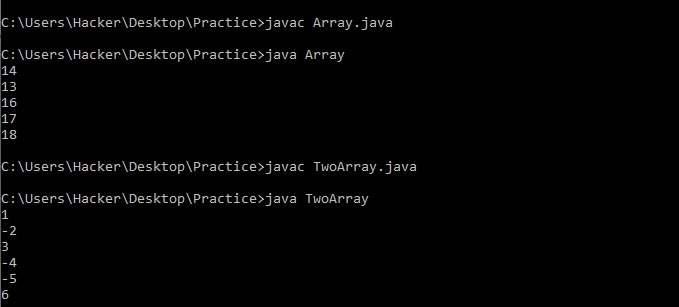 C:\Users\Hacker\Desktop\Practice>javac Array.java
C:\Users\Hacker\Desktop\Practice>java Array
14
13
16
17
18
C:\Users\Hacker\Desktop\Practice>javac TwoArray.java
C:\Users\Hacker\Desktop\Practice>java TwoArray
1
-2
3
-4
-5
6